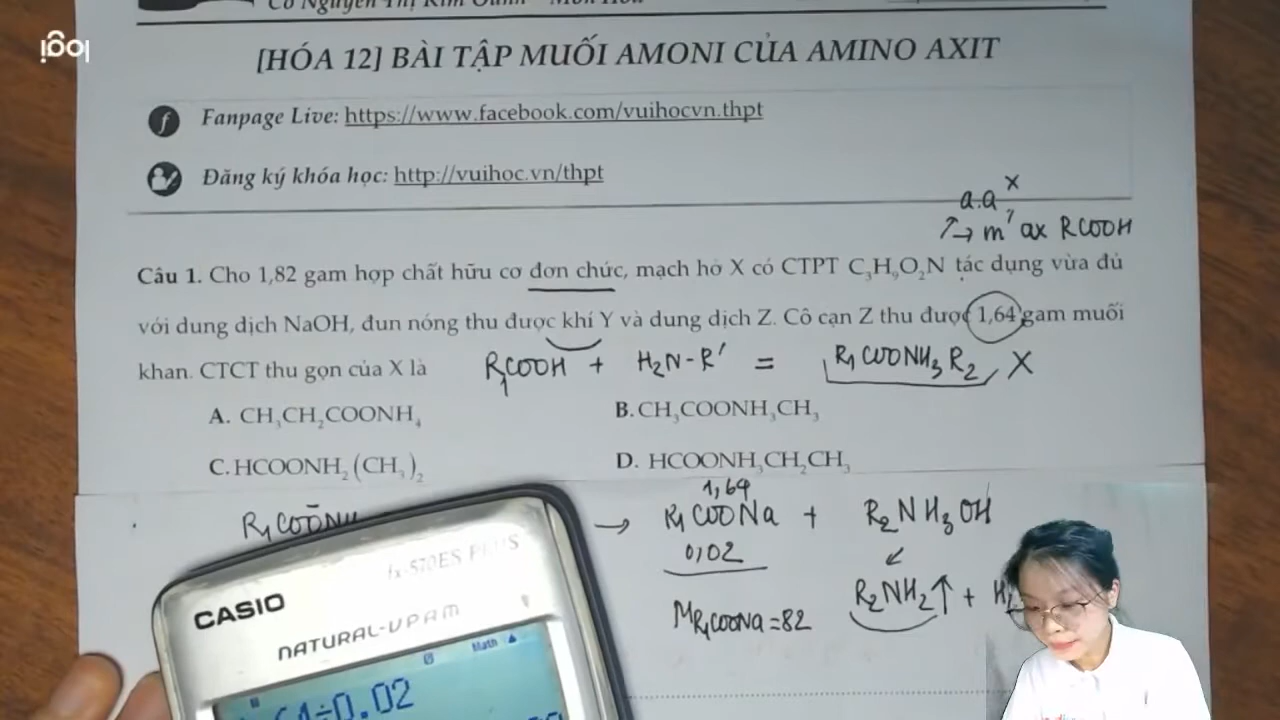 Cô Nguyễn Thị Kim Oanh - Môn Hóa
logi
[HÓA 12] BÀI TẬP MUỐI AMONI CỦA AMINO AXIT
f Fanpage Live: https://www.facebook.com/vuihocvn.thpt
Đăng ký khóa học: http://vuihoc.vn/thpt
a.a X
m' ax RCOOH
Câu 1. Cho 1,82 gam hợp chất hữu cơ đơn chức, mạch hở X có CTPT C₃H₉O₂N tác dụng vừa đủ
với dung dịch NaOH, đun nóng thu được khí Y và dung dịch Z. Cô cạn Z thu được 1,64 gam muối
khan. CTCT thu gọn của X là
R₁COOH + H₂N-R' = R₁COONH₃R₂ X
A. CH₃CH₂COONH₄
B. CH₃COONH₃CH₃
C. HCOONH₂(CH₃)₂
D. HCOONH₃CH₂CH₃
1,64
R₁COONH → R₁COONa + R₂NH₃OH
0,02
R₂NH₂↑ +
M R₁COONa = 82
fx-570ES PLUS
CASIO
NATURAL-V.P.A.M.
Math ▲
64÷0.02